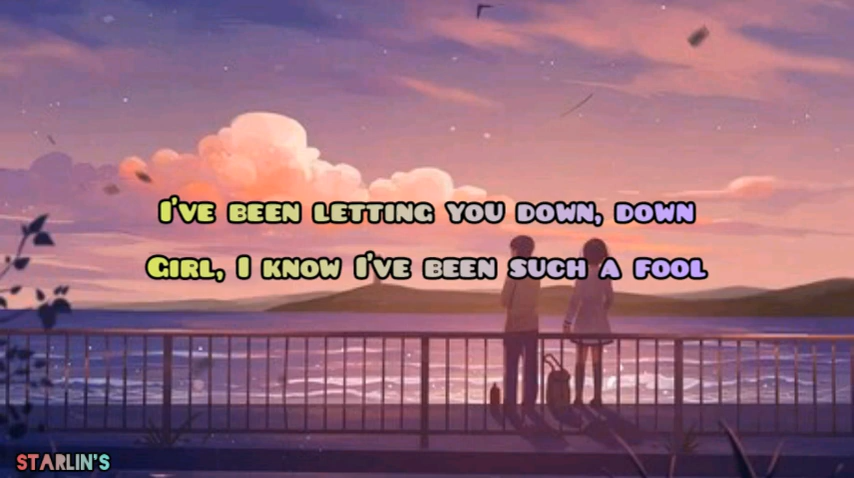 I've been letting you down, down
Girl, I know I've been such a fool
STARLIN'S